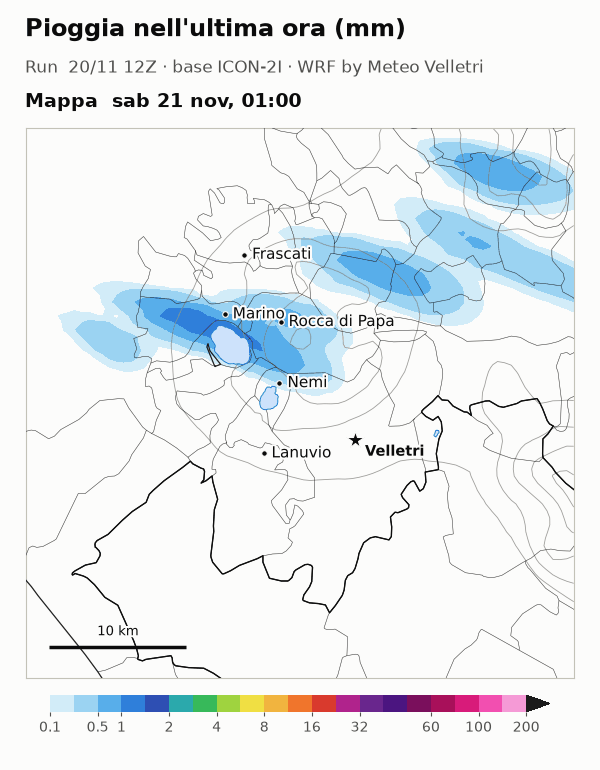 Pioggia nell'ultima ora (mm)
Run  20/11 12Z · base ICON-2I · WRF by Meteo Velletri
Mappa  sab 21 nov, 01:00
Frascati
Marino
Rocca di Papa
Nemi
Velletri
Lanuvio
10 km
0.1 0.5 1 2 4 8 16 32 60 100 200